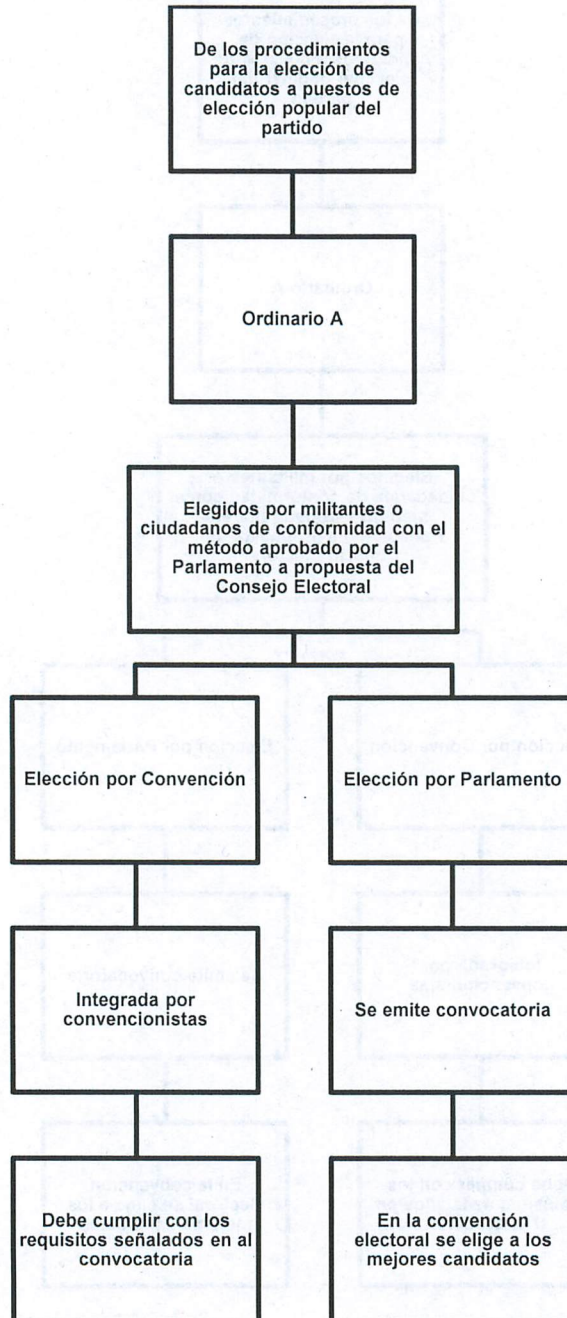 De los procedimientos
para la elección de
candidatos a puestos de
elección popular del
partido
Ordinario A
Elegidos por militantes o
ciudadanos de conformidad con el
método aprobado por el
Parlamento a propuesta del
Consejo Electoral
Elección por Convención
Elección por Parlamento
Integrada por
convencionistas
Se emite convocatoria
Debe cumplir con los
requisitos señalados en al
convocatoria
En la convención
electoral se elige a los
mejores candidatos